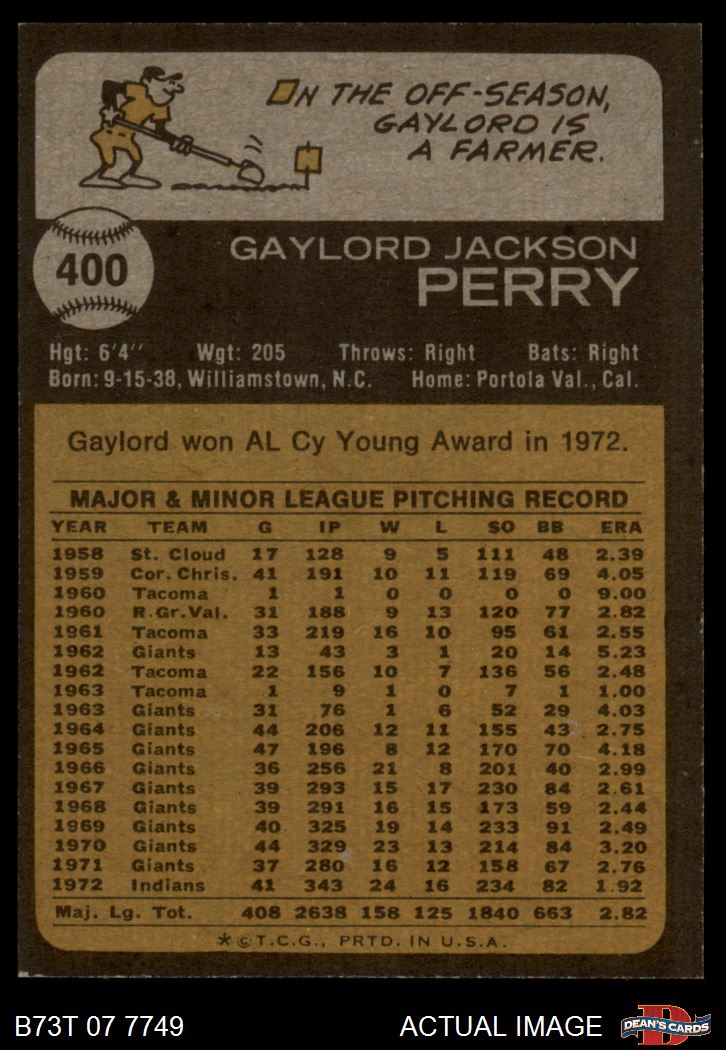 ON THE OFF-SEASON,
GAYLORD IS
A FARMER.
400
GAYLORD JACKSON
PERRY
Hgt: 6'4'' Wgt: 205 Throws: Right Bats: Right
Born: 9-15-38, Williamstown, N.C. Home: Portola Val., Cal.
Gaylord won AL Cy Young Award in 1972.
MAJOR & MINOR LEAGUE PITCHING RECORD
YEAR TEAM G IP W L SO BB ERA
1958 St. Cloud 17 128 9 5 111 48 2.39
1959 Cor. Chris. 41 191 10 11 119 69 4.05
1960 Tacoma 1 1 0 0 0 0 9.00
1960 R.Gr.Val. 31 188 9 13 120 77 2.82
1961 Tacoma 33 219 16 10 95 61 2.55
1962 Giants 13 43 3 1 20 14 5.23
1962 Tacoma 22 156 10 7 136 56 2.48
1963 Tacoma 1 9 1 0 7 1 1.00
1963 Giants 31 76 1 6 52 29 4.03
1964 Giants 44 206 12 11 155 43 2.75
1965 Giants 47 196 8 12 170 70 4.18
1966 Giants 36 256 21 8 201 40 2.99
1967 Giants 39 293 15 17 230 84 2.61
1968 Giants 39 291 16 15 173 59 2.44
1969 Giants 40 325 19 14 233 91 2.49
1970 Giants 44 329 23 13 214 84 3.20
1971 Giants 37 280 16 12 158 67 2.76
1972 Indians 41 343 24 16 234 82 1.92
Maj. Lg. Tot. 408 2638 158 125 1840 663 2.82
*©T.C.G., PRTD. IN U.S.A.
B73T 07 7749 ACTUAL IMAGE
D
DEAN'S CARDS